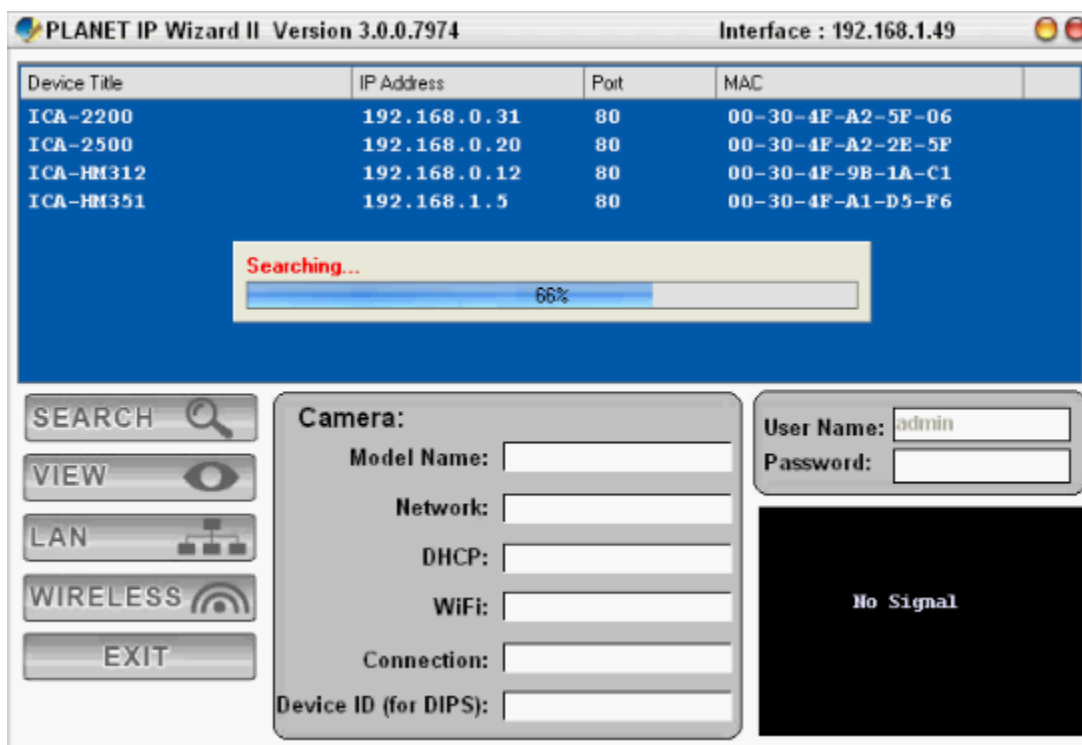 PLANET IP Wizard II Version 3.0.0.7974 Interface : 192.168.1.49
Device Title IP Address Port MAC
ICA-2200 192.168.0.31 80 00-30-4F-A2-5F-06
ICA-2500 192.168.0.20 80 00-30-4F-A2-2E-5F
ICA-HM312 192.168.0.12 80 00-30-4F-9B-1A-C1
ICA-HM351 192.168.1.5 80 00-30-4F-A1-D5-F6
Searching...
66%
SEARCH
VIEW
LAN
WIRELESS
EXIT
Camera:
Model Name:
Network:
DHCP:
WiFi:
Connection:
Device ID (for DIPS):
User Name: admin
Password:
No Signal